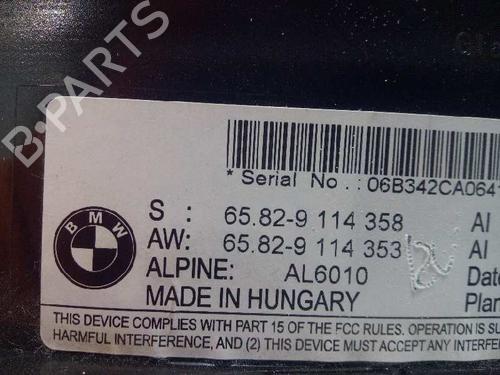 B-PARTS
* Serial No. : 06B342CA064
BMW
S : 65.82-9 114 358 AI
AW: 65.82-9 114 353 AI
ALPINE: AL6010 Date
MADE IN HUNGARY Plan
THIS DEVICE COMPLIES WITH PART 15 OF THE FCC RULES. OPERATION IS SU
HARMFUL INTERFERENCE, AND (2) THIS DEVICE MUST ACCEPT ANY